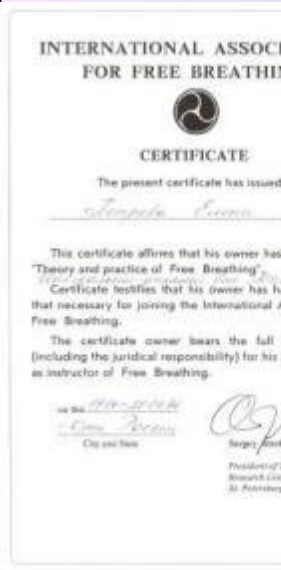 INTERNATIONAL ASSOC
FOR FREE BREATHIN
CERTIFICATE
The present certificate has issued
This certificate affirms that his owner has
"Theory and practice of Free Breathing"
Certificate testifies that his owner has h
that necessary for joining the International A
Free Breathing.
The certificate owner bears the full
(including the juridical responsibility) for his
as instructor of Free Breathing.
on the
City and State
Sergey
President of
Research Cen
St. Petersburg